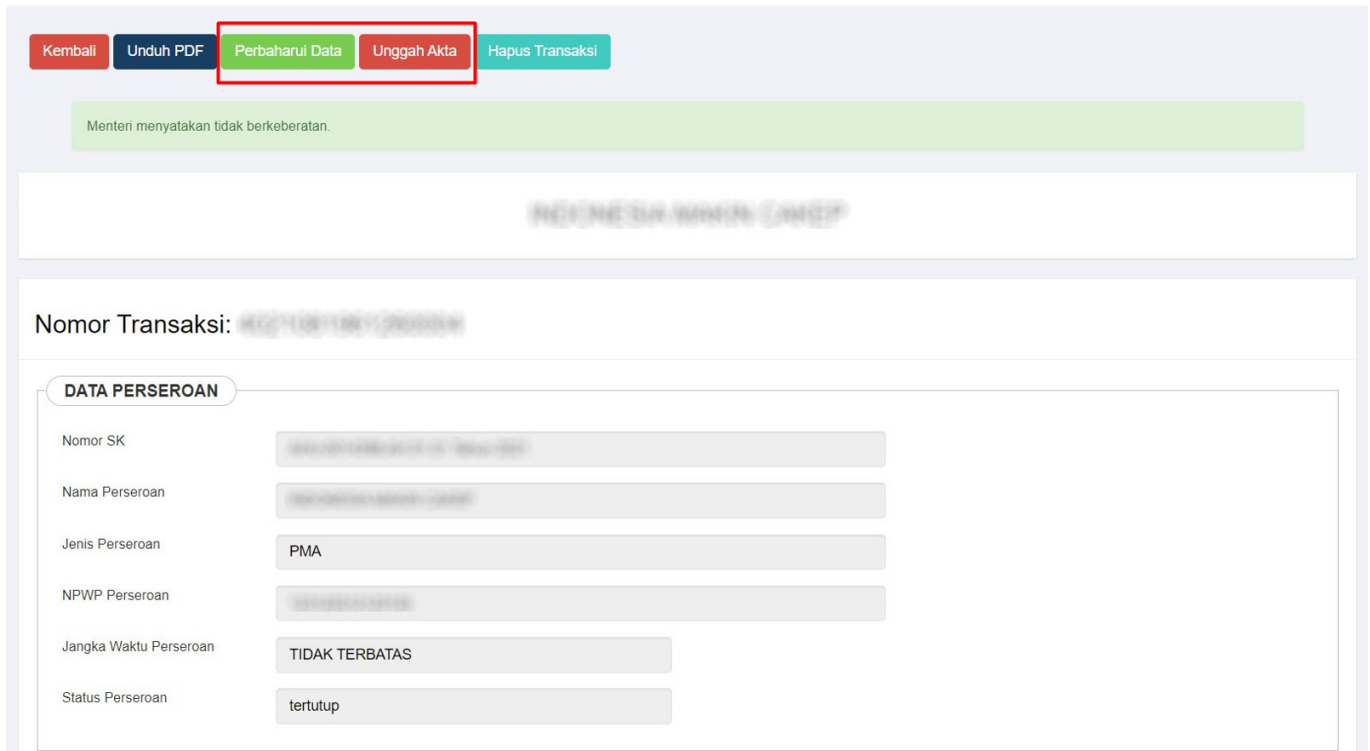 Kembali Unduh PDF Perbaharui Data Unggah Akta Hapus Transaksi
Menteri menyatakan tidak berkeberatan.
Nomor Transaksi:
DATA PERSEROAN
Nomor SK
Nama Perseroan
Jenis Perseroan PMA
NPWP Perseroan
Jangka Waktu Perseroan TIDAK TERBATAS
Status Perseroan tertutup